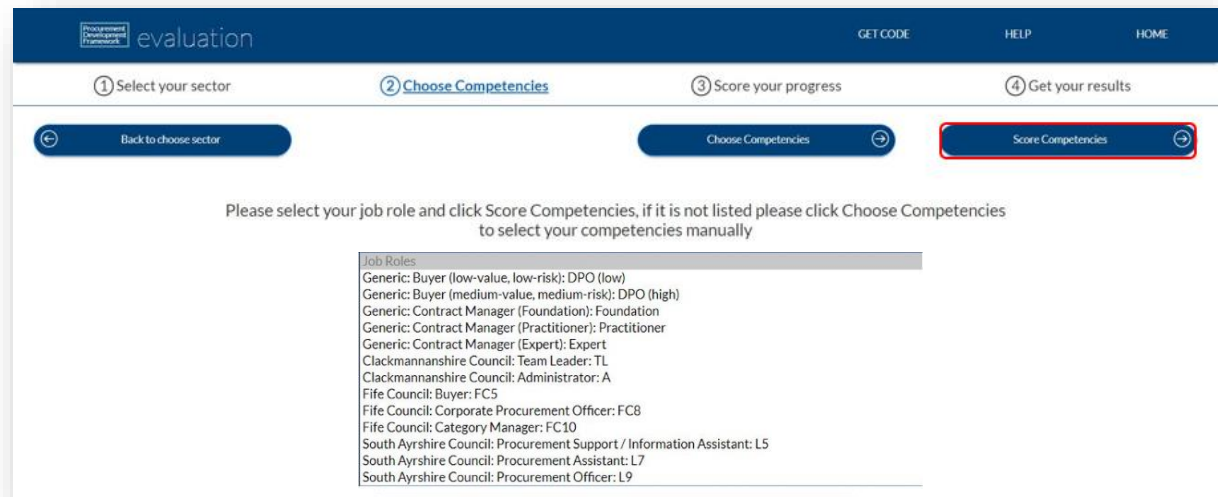 Procurement
Development
Framework
evaluation
GET CODE
HELP
HOME
1 Select your sector
2 Choose Competencies
3 Score your progress
4 Get your results
Back to choose sector
Choose Competencies
Score Competencies
Please select your job role and click Score Competencies, if it is not listed please click Choose Competencies
to select your competencies manually
Job Roles
Generic: Buyer (low-value, low-risk): DPO (low)
Generic: Buyer (medium-value, medium-risk): DPO (high)
Generic: Contract Manager (Foundation): Foundation
Generic: Contract Manager (Practitioner): Practitioner
Generic: Contract Manager (Expert): Expert
Clackmannanshire Council: Team Leader: TL
Clackmannanshire Council: Administrator: A
Fife Council: Buyer: FC5
Fife Council: Corporate Procurement Officer: FC8
Fife Council: Category Manager: FC10
South Ayrshire Council: Procurement Support / Information Assistant: L5
South Ayrshire Council: Procurement Assistant: L7
South Ayrshire Council: Procurement Officer: L9